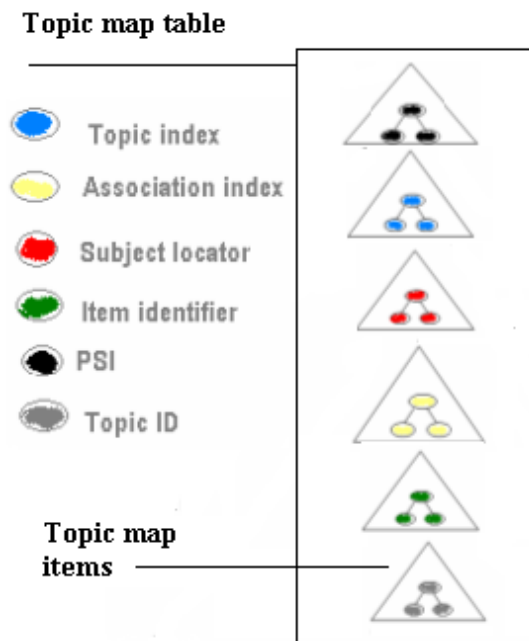 Topic map table
Topic index
Association index
Subject locator
Item identifier
PSI
Topic ID
Topic map
items